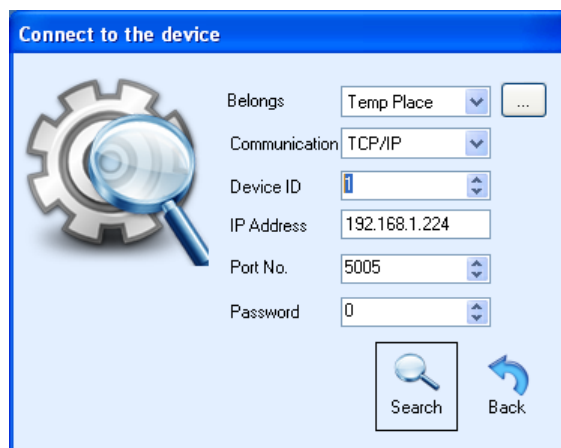 Connect to the device
Belongs Temp Place ...
Communication TCP/IP
Device ID 1
IP Address 192.168.1.224
Port No. 5005
Password 0
Search Back